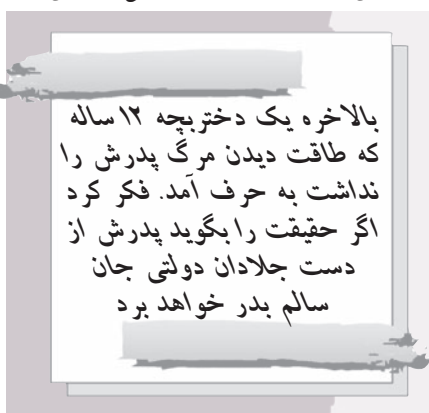 بالاخره یک دختربچه ۱۲ ساله
که طاقت دیدن مرگ پدرش را
نداشت به حرف آمد. فکر کرد
اگر حقیقت را بگوید پدرش از
دست جلادان دولتی جان
سالم بدر خواهد برد